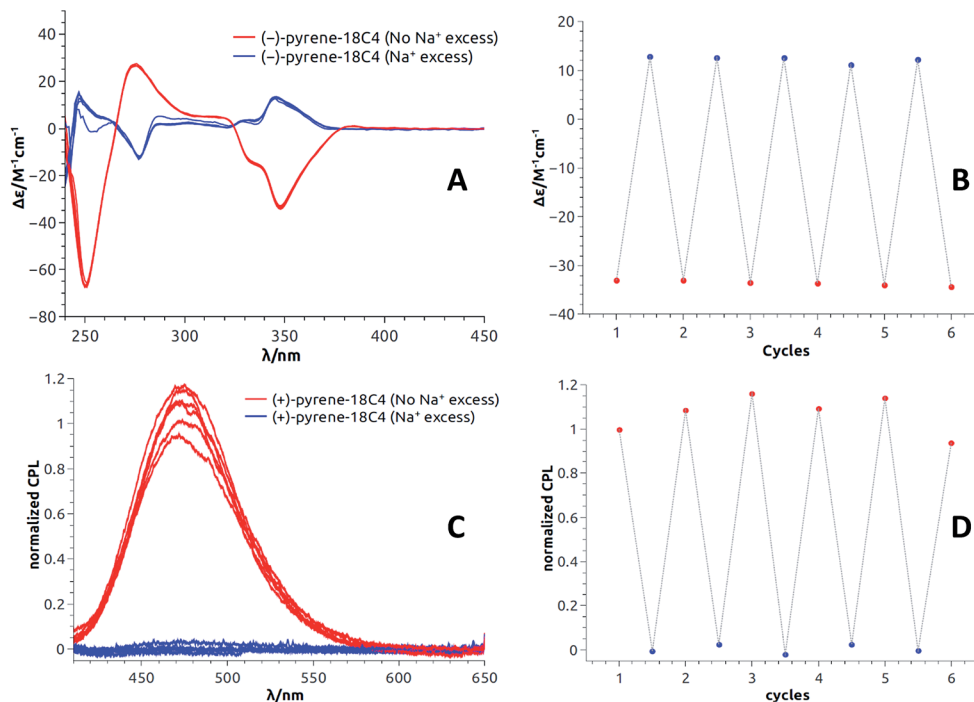 (−)-pyrene-18C4 (No Na⁺ excess)
(−)-pyrene-18C4 (Na⁺ excess)
Δε/M⁻¹cm⁻¹
40
20
0
−20
−40
−60
−80
250 300 350 400 450
λ/nm
A
Δε/M⁻¹cm⁻¹
20
10
0
−10
−20
−30
−40
1 2 3 4 5 6
Cycles
B
(+)-pyrene-18C4 (No Na⁺ excess)
(+)-pyrene-18C4 (Na⁺ excess)
normalized CPL
1.2
1
0.8
0.6
0.4
0.2
0
450 500 550 600 650
λ/nm
C
normalized CPL
1.2
1
0.8
0.6
0.4
0.2
0
1 2 3 4 5 6
cycles
D